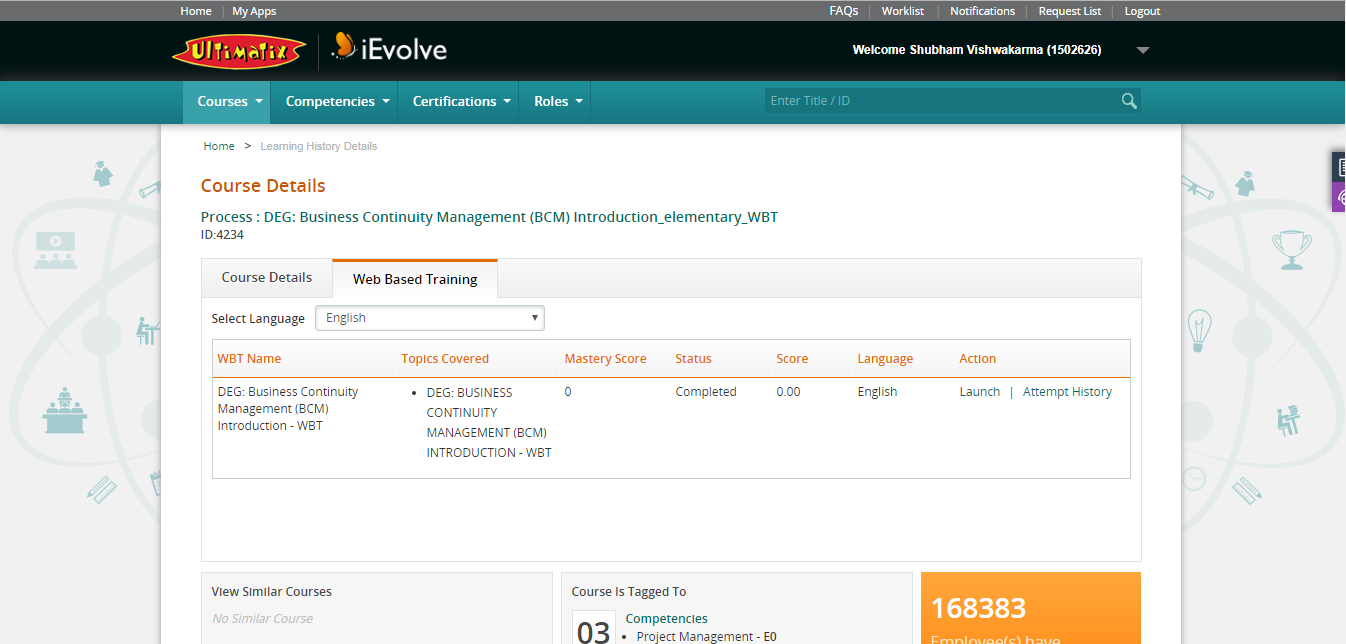 Home | My Apps FAQs | Worklist | Notifications | Request List | Logout
Ultimatix iEvolve Welcome Shubham Vishwakarma (1502626)
Courses Competencies Certifications Roles Enter Title / ID
Home > Learning History Details
Course Details
Process : DEG: Business Continuity Management (BCM) Introduction_elementary_WBT
ID:4234
Course Details Web Based Training
Select Language English
WBT Name Topics Covered Mastery Score Status Score Language Action
DEG: Business Continuity • DEG: BUSINESS 0 Completed 0.00 English Launch | Attempt History
Management (BCM) CONTINUITY
Introduction - WBT MANAGEMENT (BCM)
INTRODUCTION - WBT
View Similar Courses Course Is Tagged To 168383
No Similar Course 03 Competencies
• Project Management - E0 Employee(s) have